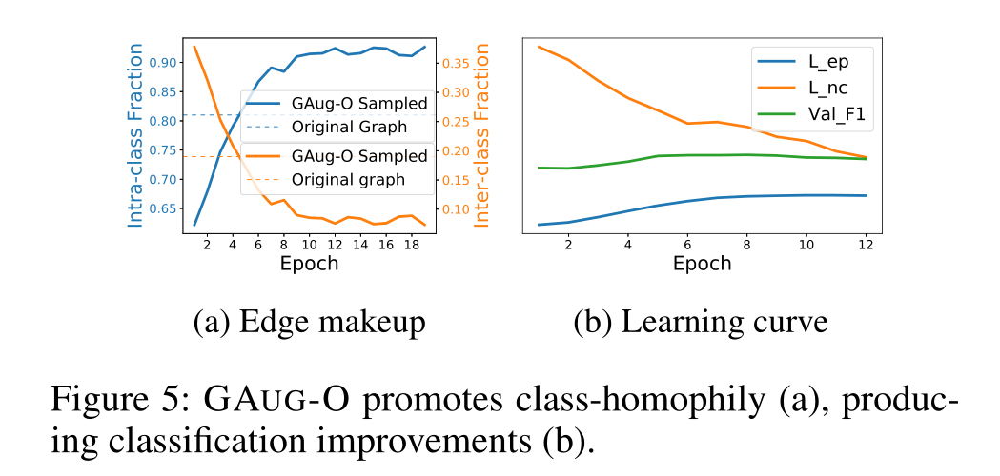 Intra-class Fraction
0.90
0.85
0.80
0.75
0.70
0.65
GAug-O Sampled
Original Graph
GAug-O Sampled
Original graph
0.35
0.30
0.25
0.20
0.15
0.10
Inter-class Fraction
2 4 6 8 10 12 14 16 18
Epoch
L_ep
L_nc
Val_F1
2 4 6 8 10 12
Epoch
(a) Edge makeup
(b) Learning curve
Figure 5: GAUG-O promotes class-homophily (a), produc-
ing classification improvements (b).